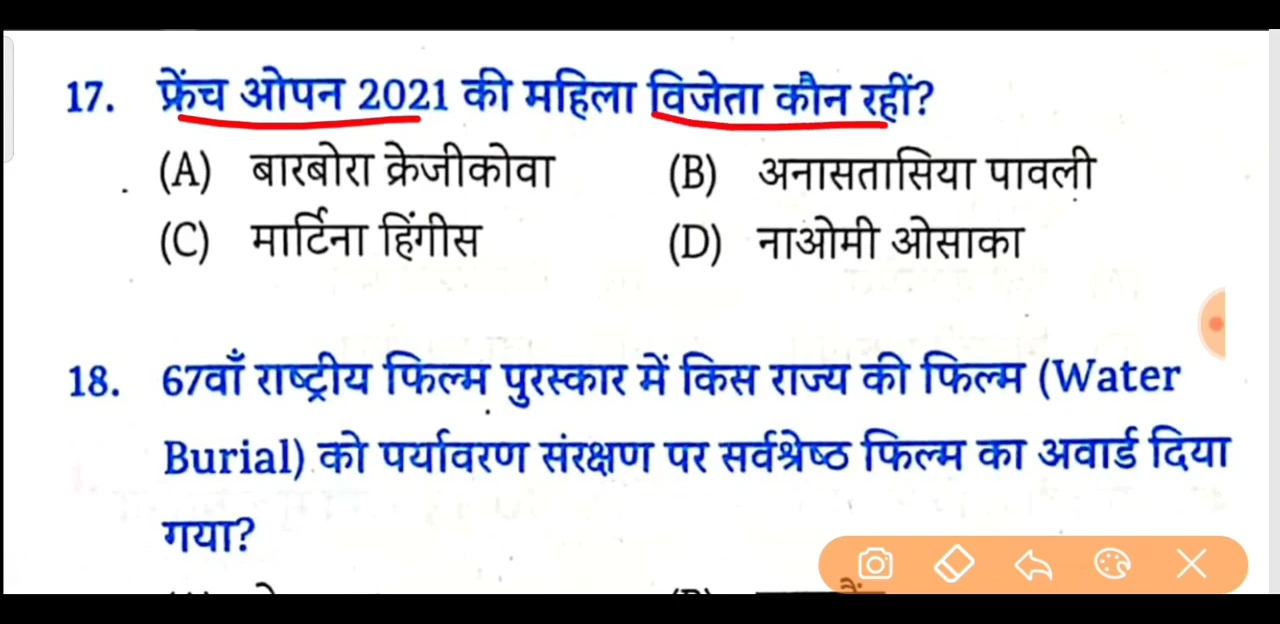 17. फ्रेंच ओपन 2021 की महिला विजेता कौन रहीं?
(A) बारबोरा क्रेजीकोवा (B) अनासतासिया पावली
(C) मार्टिना हिंगीस (D) नाओमी ओसाका
18. 67वाँ राष्ट्रीय फिल्म पुरस्कार में किस राज्य की फिल्म (Water
Burial) को पर्यावरण संरक्षण पर सर्वश्रेष्ठ फिल्म का अवार्ड दिया
गया?